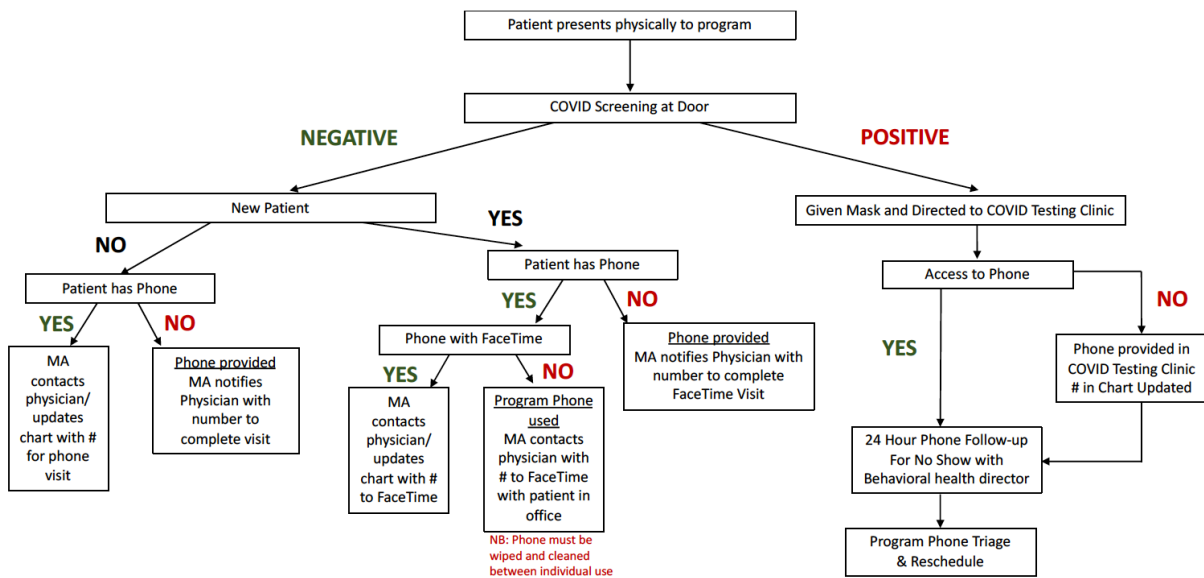 Patient presents physically to program
COVID Screening at Door
NEGATIVE
POSITIVE
New Patient
Given Mask and Directed to COVID Testing Clinic
NO
YES
Patient has Phone
Patient has Phone
Access to Phone
YES
NO
YES
NO
YES
NO
MA
contacts
physician/
updates
chart with #
for phone
visit
Phone provided
MA notifies
Physician with
number to
complete visit
Phone with FaceTime
Phone provided
MA notifies Physician with
number to complete
FaceTime Visit
Phone provided in
COVID Testing Clinic
# in Chart Updated
YES
NO
MA
contacts
physician/
updates
chart with #
to FaceTime
Program Phone
used
MA contacts
physician with
# to FaceTime
with patient in
office
NB: Phone must be
wiped and cleaned
between individual use
24 Hour Phone Follow-up
For No Show with
Behavioral health director
Program Phone Triage
& Reschedule